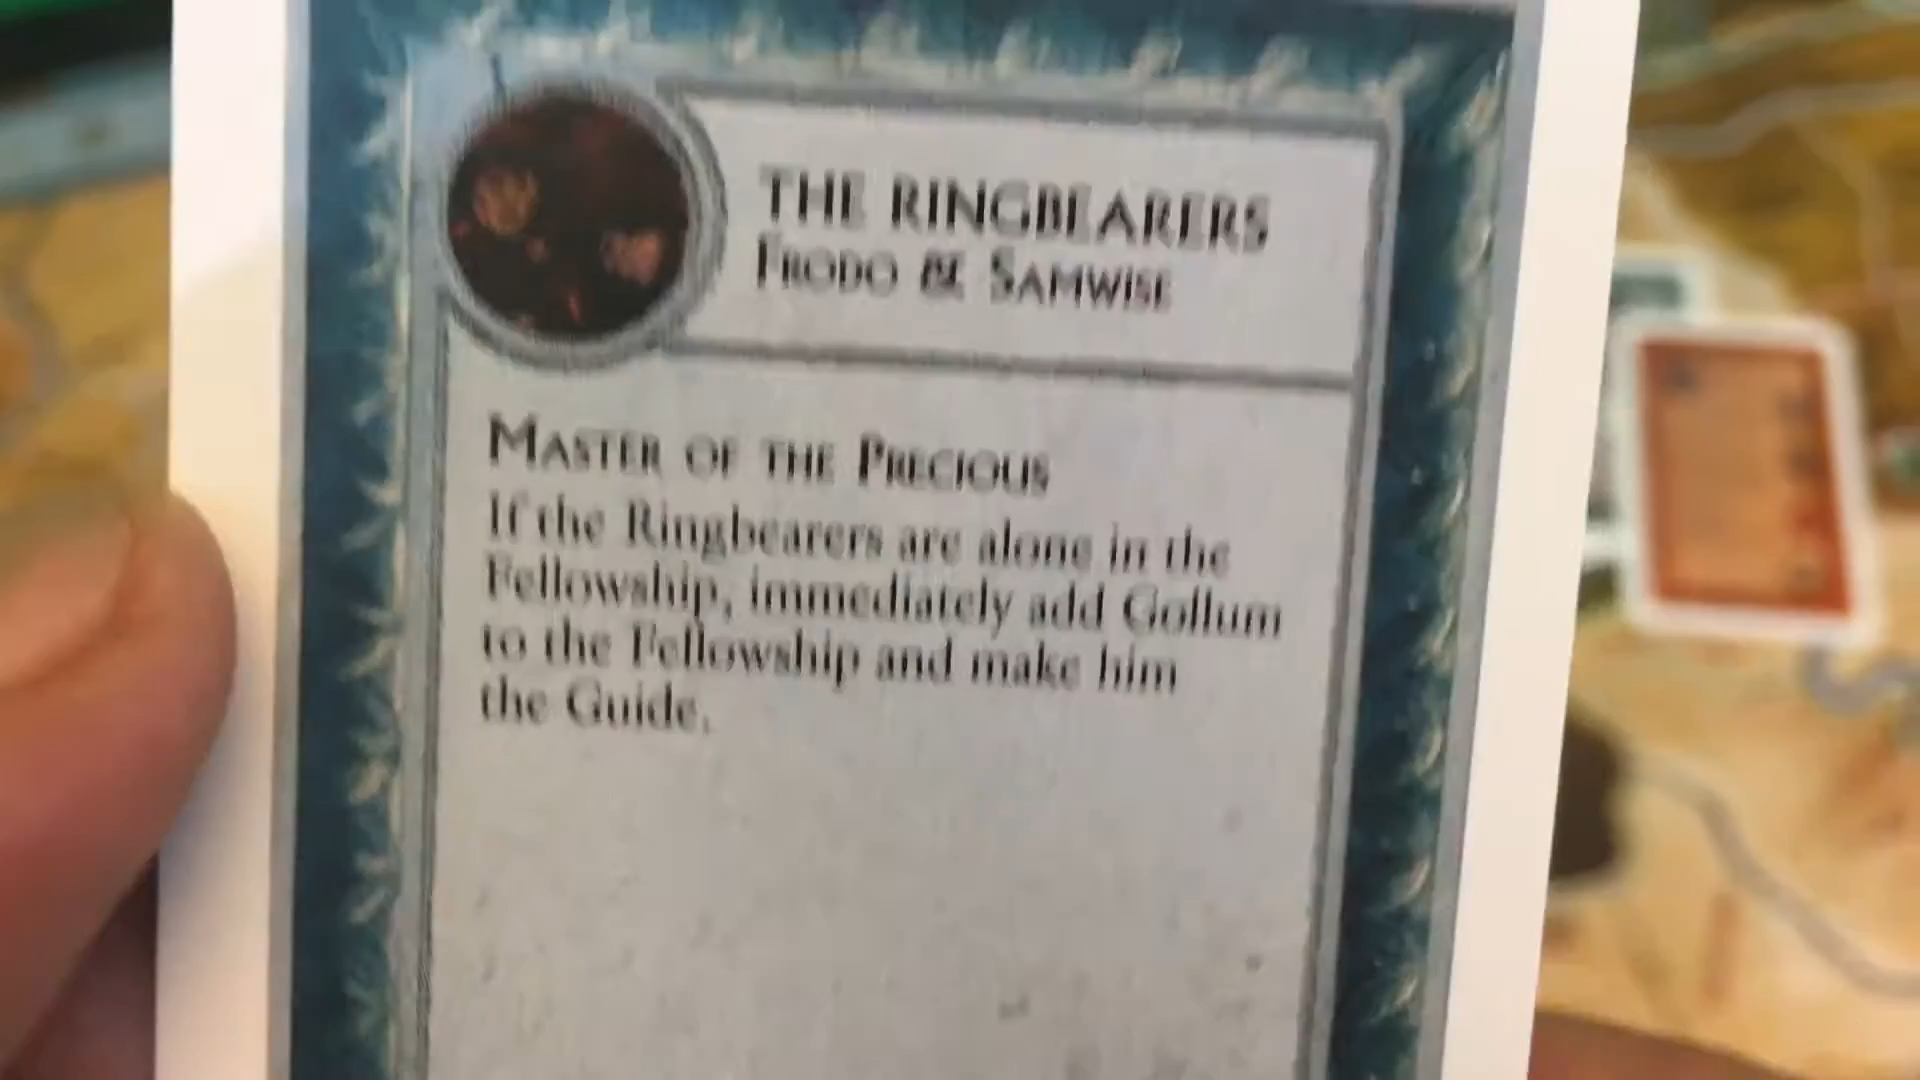 THE RINGBEARERS
FRODO & SAMWISE
MASTER OF THE PRECIOUS
If the Ringbearers are alone in the
Fellowship, immediately add Gollum
to the Fellowship and make him
the Guide.